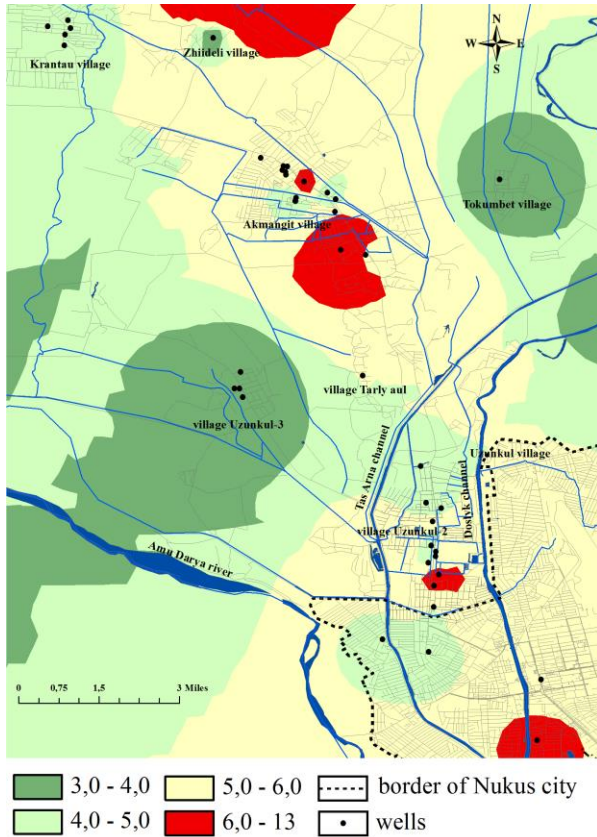 N
W E
S
Zhiideli village
Krantau village
Tokumbet village
Akmangit village
village Tarly aul
village Uzunkul-3
Tas Arna channel
Dostyk channel
Uzunkul village
village Uzunkul-2
Amu Darya river
0 0,75 1,5 3 Miles
3,0 - 4,0 5,0 - 6,0 border of Nukus city
4,0 - 5,0 6,0 - 13 wells